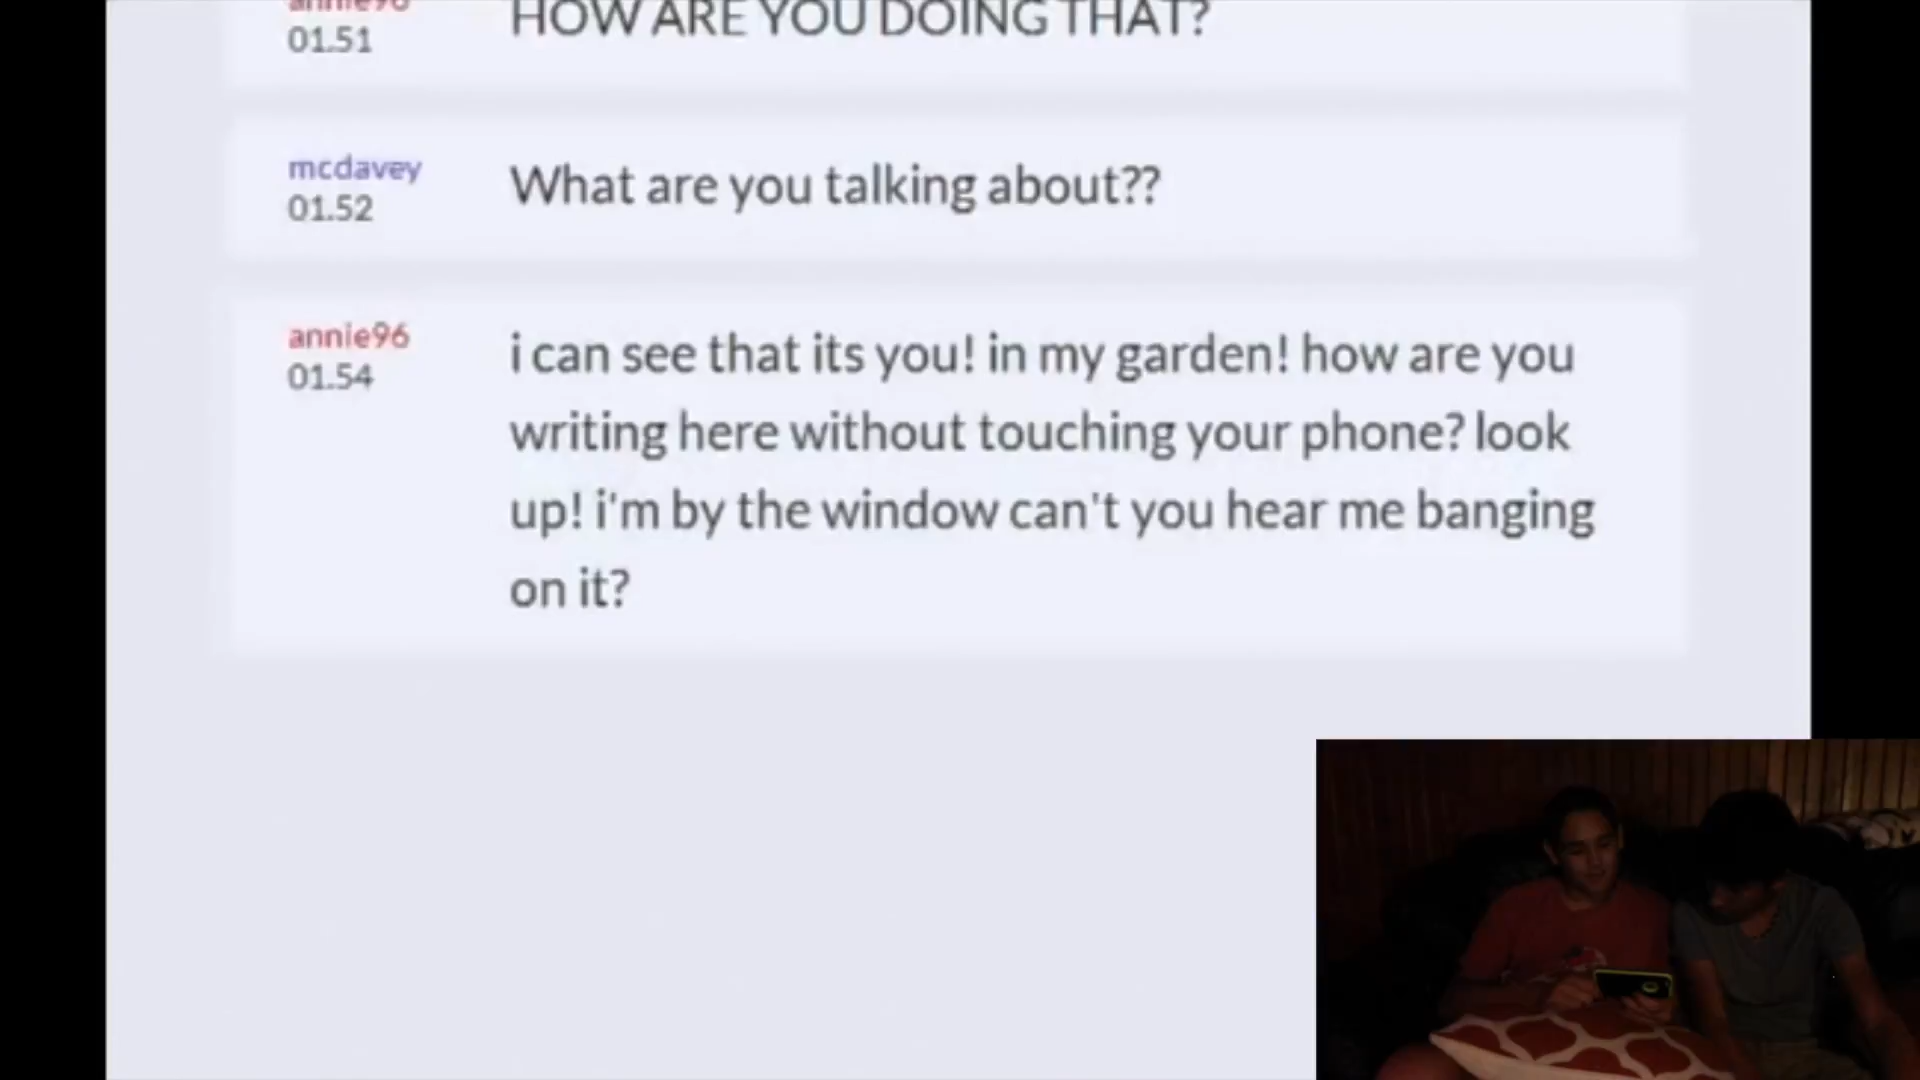 annie96
01.51
HOW ARE YOU DOING THAT?
mcdavey
01.52
What are you talking about??
annie96
01.54
i can see that its you! in my garden! how are you
writing here without touching your phone? look
up! i'm by the window can't you hear me banging
on it?